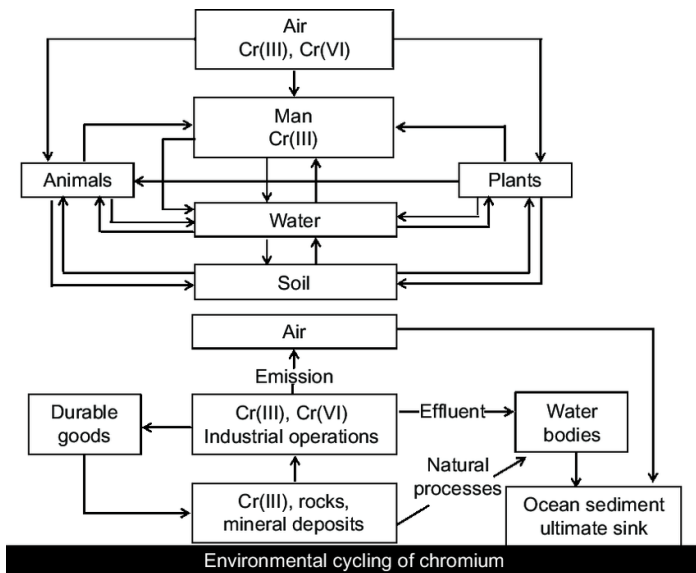 Air
Cr(III), Cr(VI)
Man
Cr(III)
Animals
Plants
Water
Soil
Air
Emission
Durable
goods
Cr(III), Cr(VI)
Industrial operations
Effluent
Water
bodies
Natural
processes
Cr(III), rocks,
mineral deposits
Ocean sediment
ultimate sink
Environmental cycling of chromium